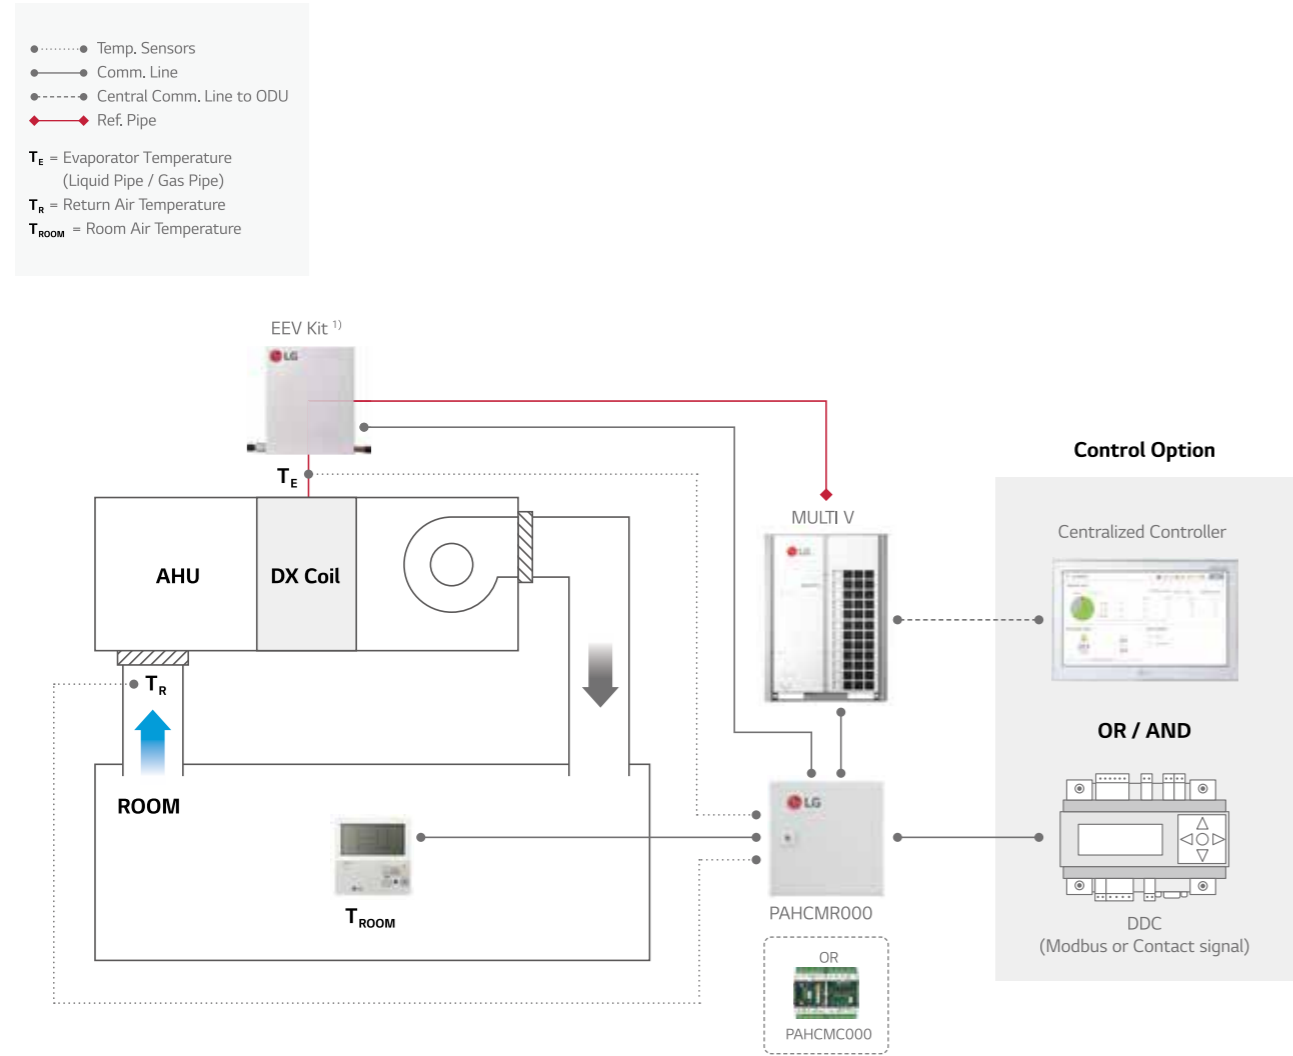 Temp. Sensors
Comm. Line
Central Comm. Line to ODU
Ref. Pipe
TE = Evaporator Temperature
(Liquid Pipe / Gas Pipe)
TR = Return Air Temperature
TROOM = Room Air Temperature
EEV Kit 1)
LG
TE
Control Option
MULTI V
LG
Centralized Controller
AHU
DX Coil
TR
OR / AND
ROOM
LG
TROOM
PAHCMR000
DDC
(Modbus or Contact signal)
OR
PAHCMC000